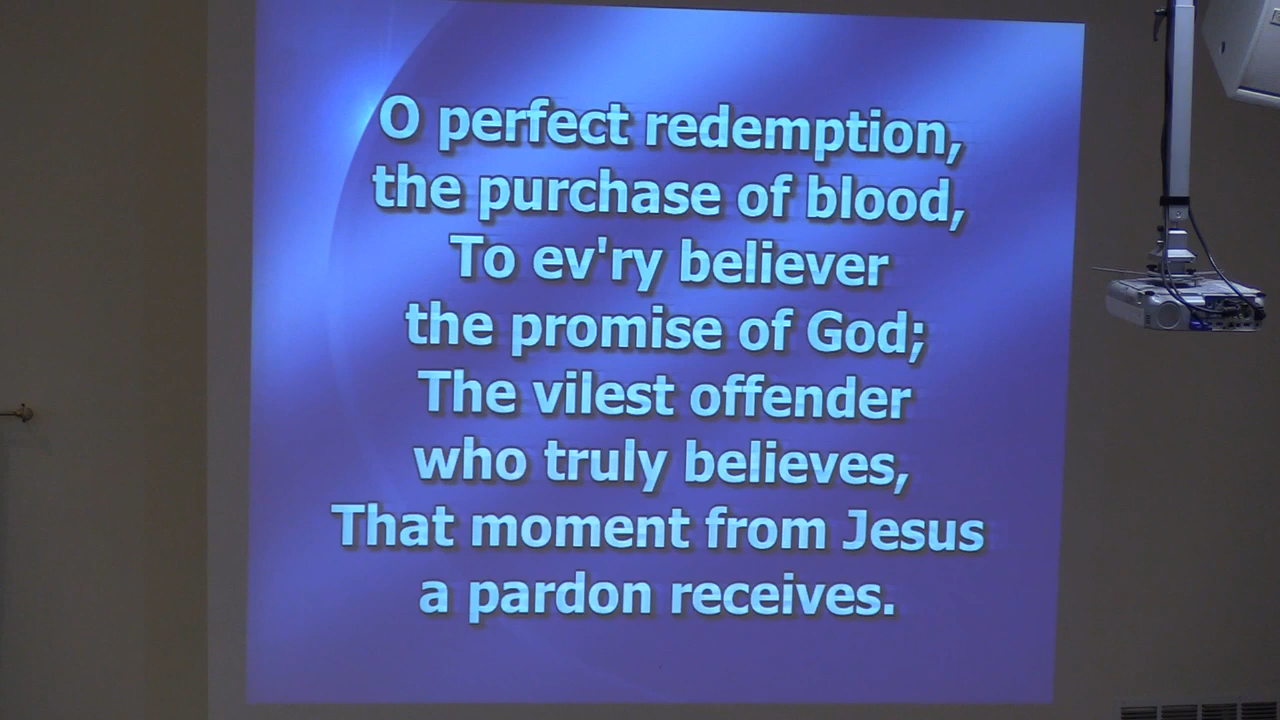 O perfect redemption,
the purchase of blood,
To ev'ry believer
the promise of God;
The vilest offender
who truly believes,
That moment from Jesus
a pardon receives.